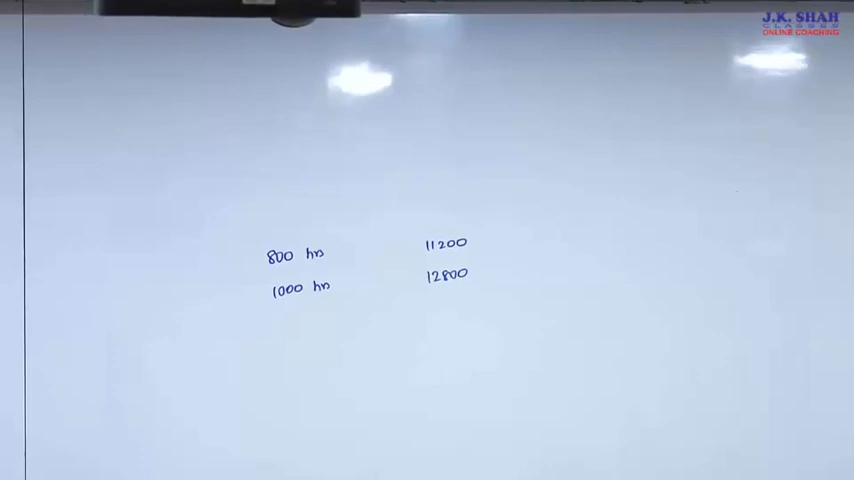 J.K. SHAH
CLASSES
ONLINE COACHING
800 hrs 11200
1000 hrs 12800